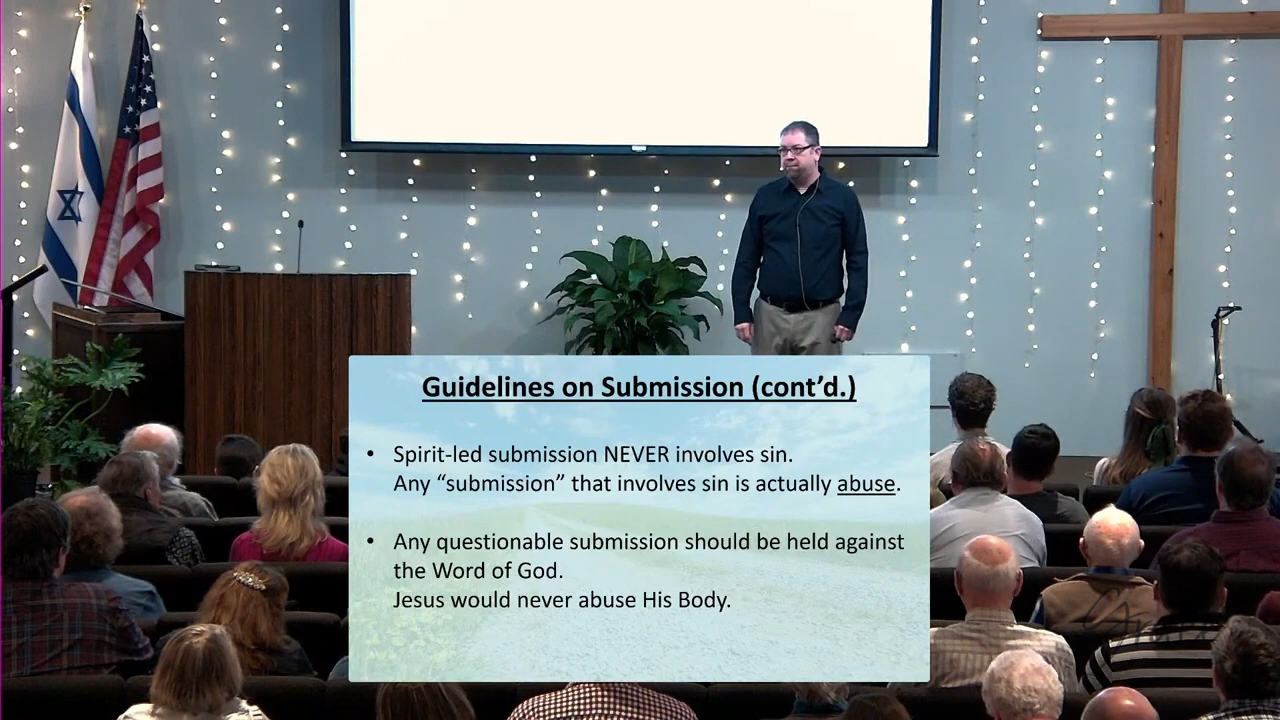 Guidelines on Submission (cont’d.)
• Spirit-led submission NEVER involves sin.
Any “submission” that involves sin is actually abuse.
• Any questionable submission should be held against
the Word of God.
Jesus would never abuse His Body.